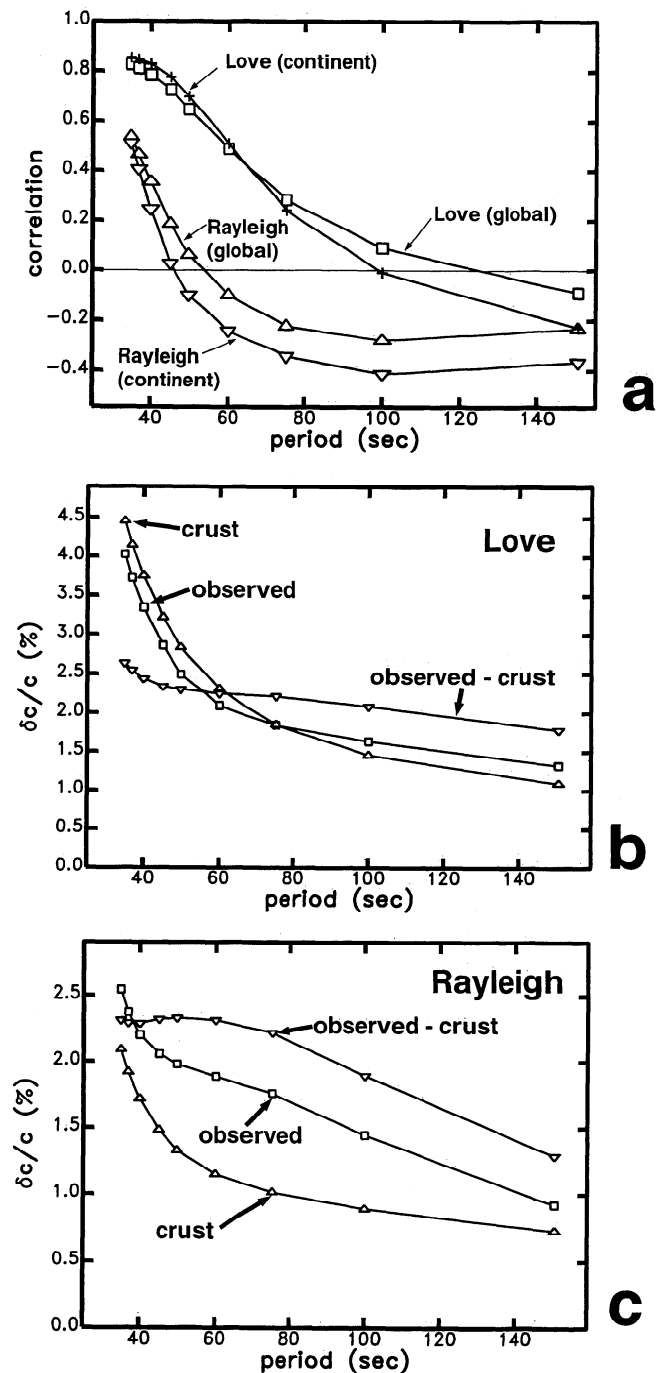 1.0
0.8
0.6
0.4
0.2
0.0
−0.2
−0.4
correlation
Love (continent)
Love (global)
Rayleigh
(global)
Rayleigh
(continent)
40 60 80 100 120 140
period (sec)
a
4.5
4.0
3.5
3.0
2.5
2.0
1.5
1.0
0.5
0.0
δc/c (%)
Love
crust
observed
observed - crust
40 60 80 100 120 140
period (sec)
b
2.5
2.0
1.5
1.0
0.5
0.0
δc/c (%)
Rayleigh
observed - crust
observed
crust
40 60 80 100 120 140
period (sec)
c